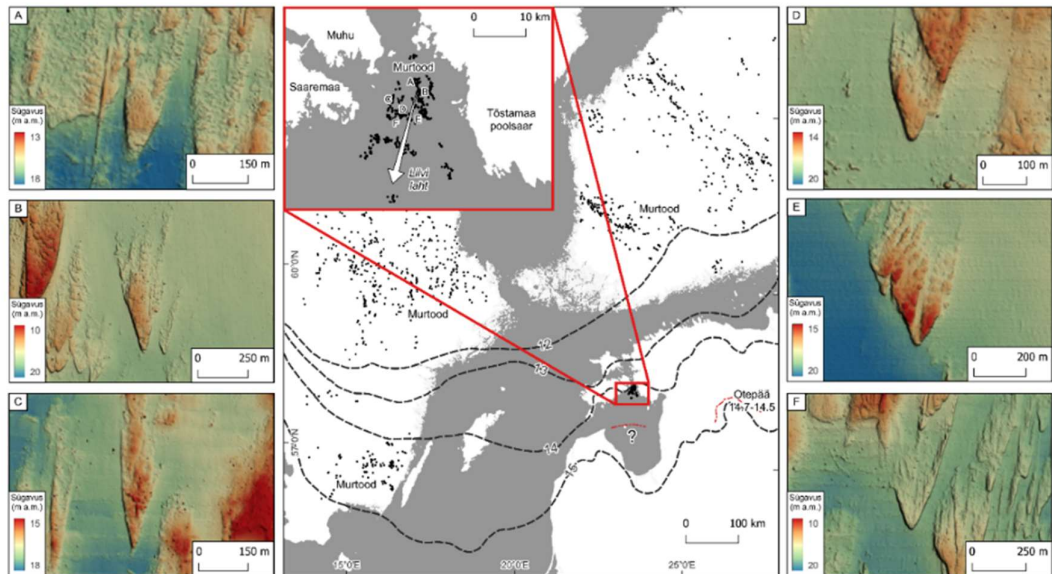 A
Sügavus
(m a.m.)
13
18
0 150 m
B
Sügavus
(m a.m.)
10
20
0 250 m
C
Sügavus
(m a.m.)
15
18
0 150 m
0 10 km
Muhu
Murtood
Saaremaa
A
B
C
D
E
F
Tõstamaa
poolsaar
Liivi
laht
Murtood
60°0'N
Murtood
12
13
14
15
?
Otepää
14.7-14.5
57°0'N
Murtood
0 100 km
15°0'E
20°0'E
25°0'E
D
Sügavus
(m a.m.)
14
20
0 100 m
E
Sügavus
(m a.m.)
15
20
0 200 m
F
Sügavus
(m a.m.)
10
20
0 250 m